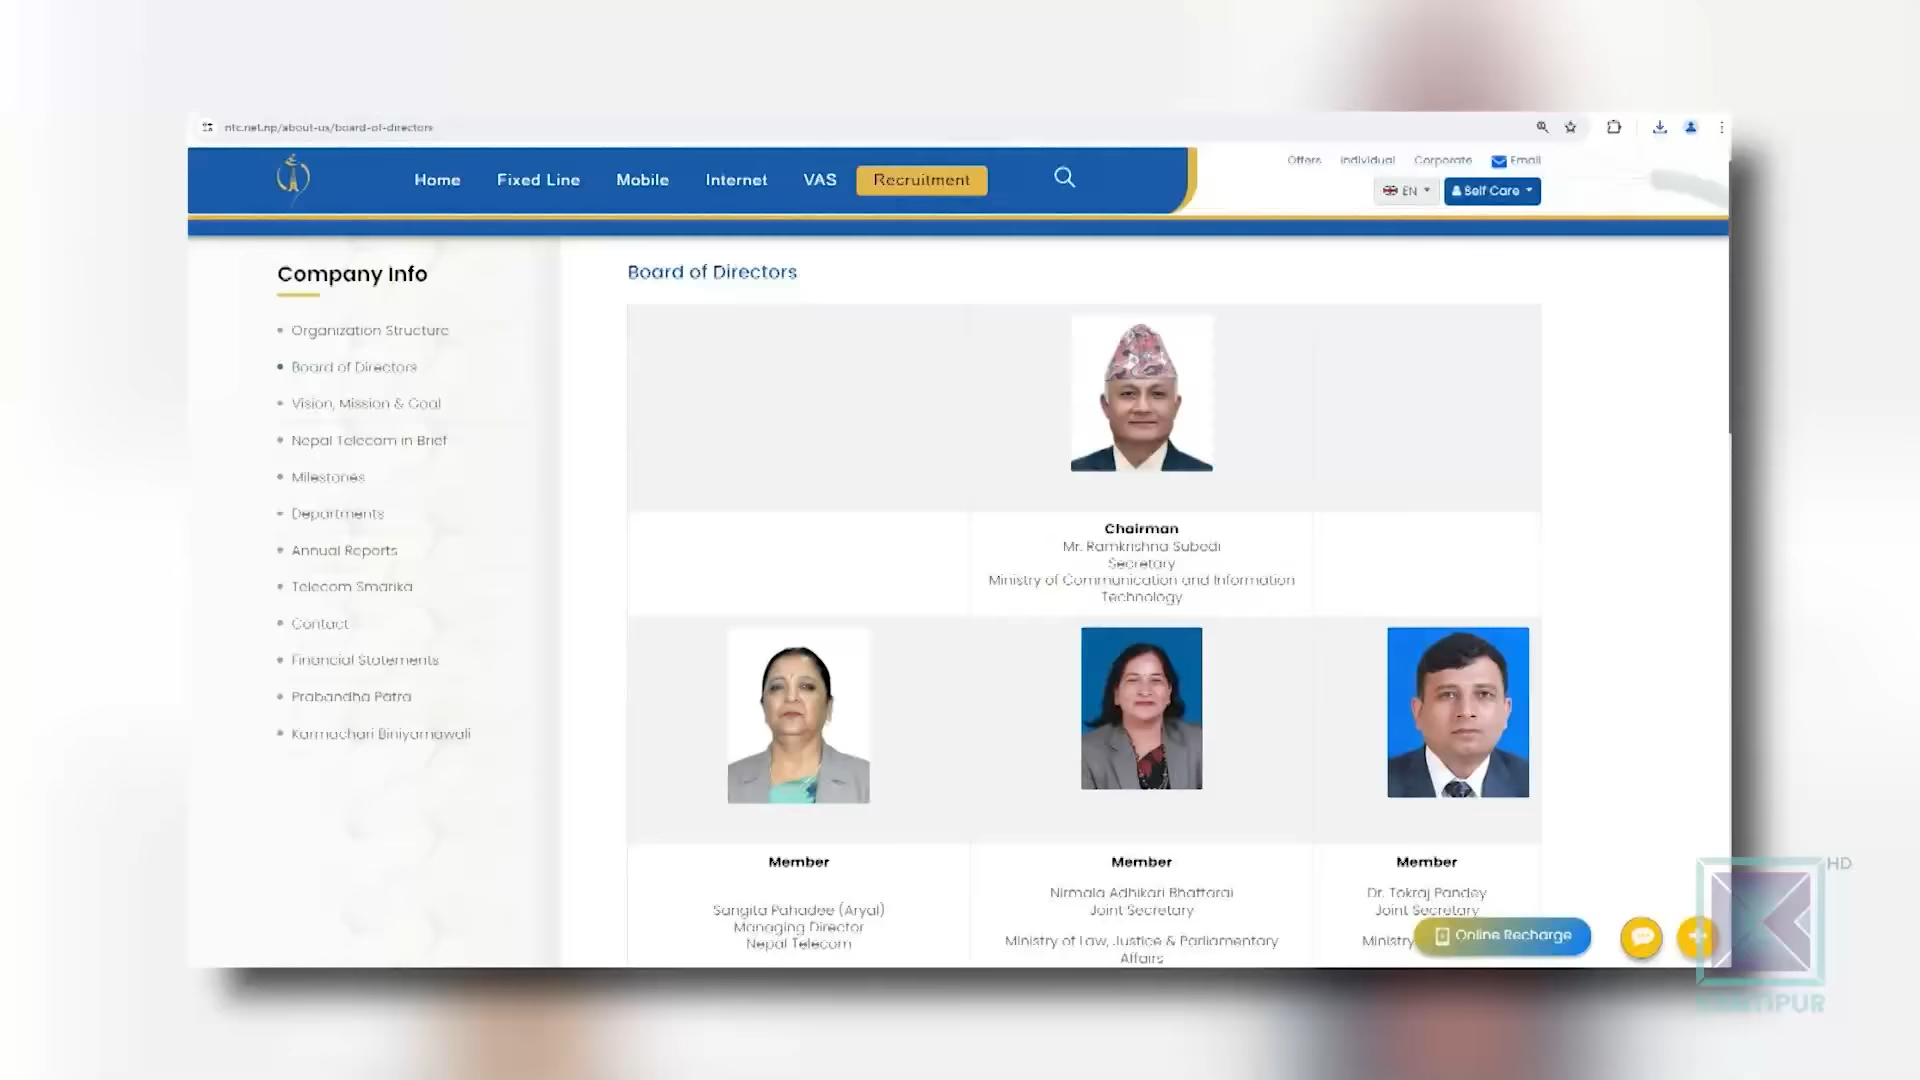 ntc.net.np/about-us/board-of-directors
Offers Individual Corporate Email
Home Fixed Line Mobile Internet VAS Recruitment
EN Self Care
Company Info
Organization Structure
Board of Directors
Vision, Mission & Goal
Nepal Telecom in Brief
Milestones
Departments
Annual Reports
Telecom Smarika
Contact
Financial Statements
Prabandha Patra
Karmachari Biniyamawali
Board of Directors
Chairman
Mr. Ramkrishna Subedi
Secretary
Ministry of Communication and Information
Technology
Member
Sangita Pahadee (Aryal)
Managing Director
Nepal Telecom
Member
Nirmala Adhikari Bhattarai
Joint Secretary
Ministry of Law, Justice & Parliamentary
Affairs
Member
Dr. Tokraj Pandey
Joint Secretary
Ministry
Online Recharge
HD
KANTIPUR